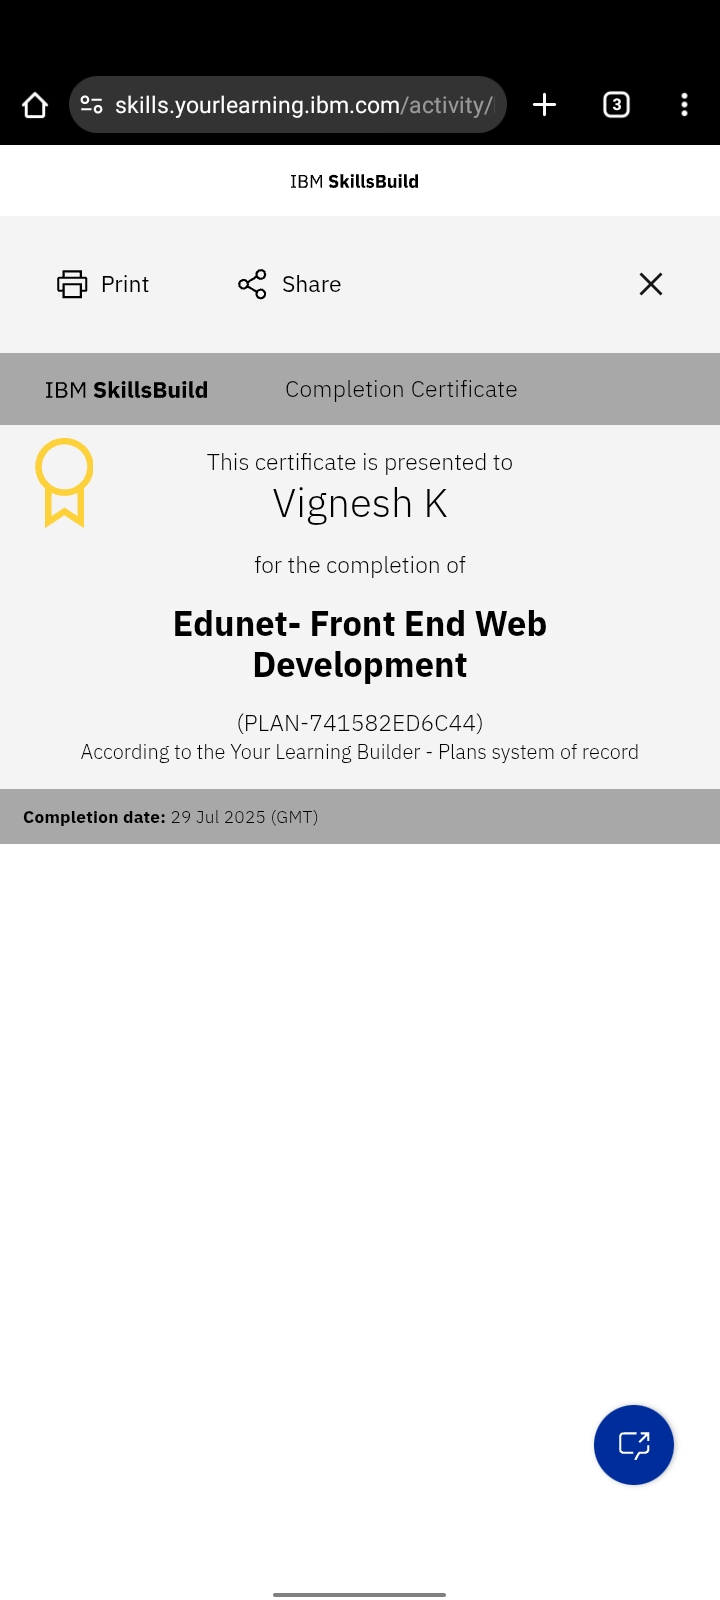 skills.yourlearning.ibm.com/activity/
3
IBM SkillsBuild
Print
Share
IBM SkillsBuild
Completion Certificate
This certificate is presented to
Vignesh K
for the completion of
Edunet- Front End Web
Development
(PLAN-741582ED6C44)
According to the Your Learning Builder - Plans system of record
Completion date: 29 Jul 2025 (GMT)